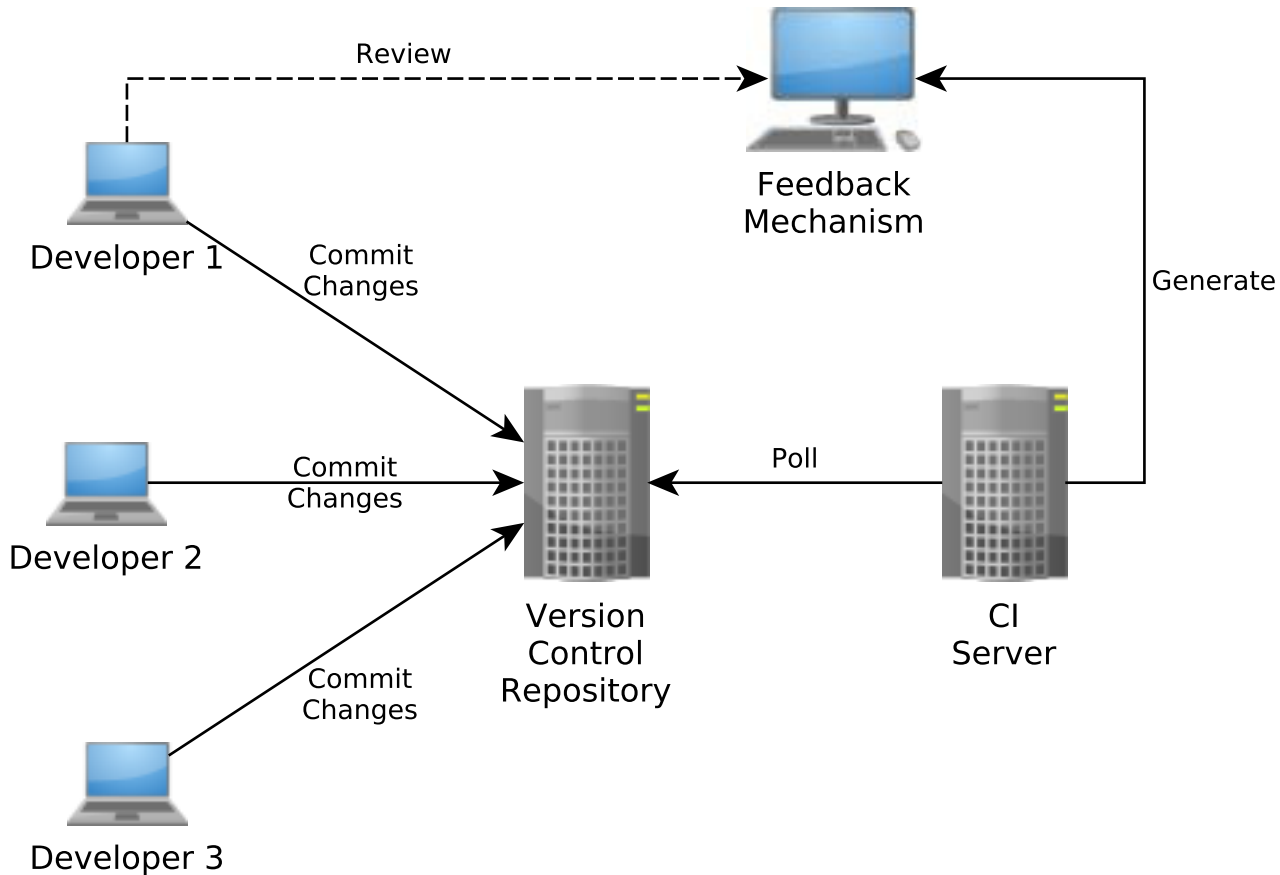 Review
Feedback
Mechanism
Developer 1
Commit
Changes
Generate
Commit
Changes
Poll
Developer 2
Version
Control
Repository
CI
Server
Commit
Changes
Developer 3